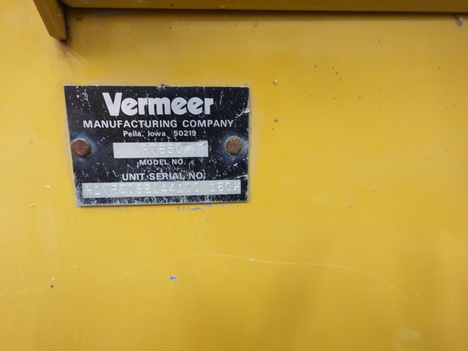 Vermeer
MANUFACTURING COMPANY
Pella, Iowa 50219
MODEL NO.
UNIT SERIAL NO.